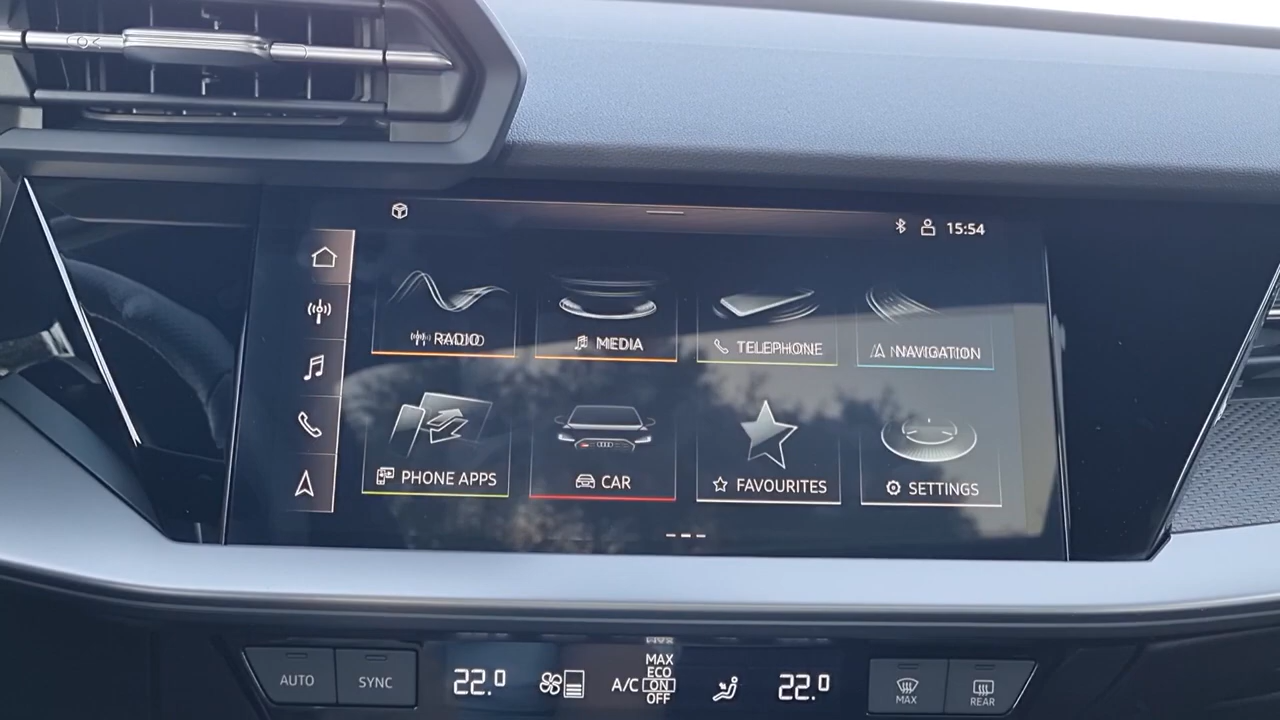 15:54
RADIO
MEDIA
TELEPHONE
NAVIGATION
PHONE APPS
CAR
FAVOURITES
SETTINGS
AUTO
SYNC
22.0
A/C
MAX
ECO
ON
OFF
22.0
MAX
REAR